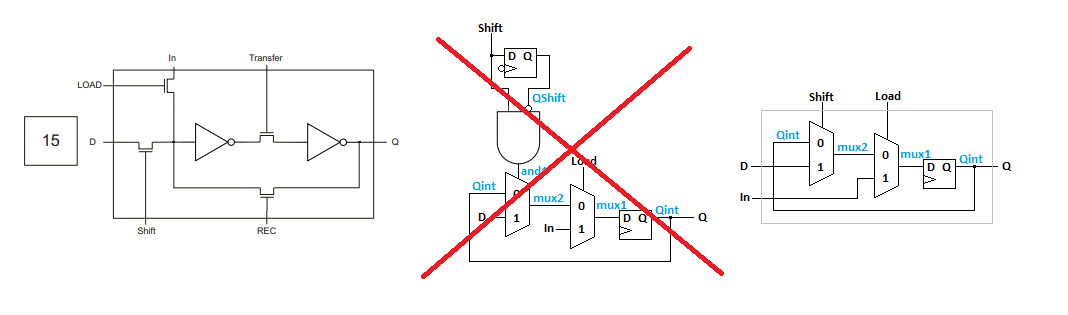 15
In
Transfer
LOAD
D
Q
Shift
REC
Shift
D Q
QShift
and1
Load
Qint
0
mux2
0
mux1
Qint
D
1
In
1
D Q
Q
Shift
Load
Qint
0
mux2
0
mux1
D Q
Qint
D
1
1
Q
In